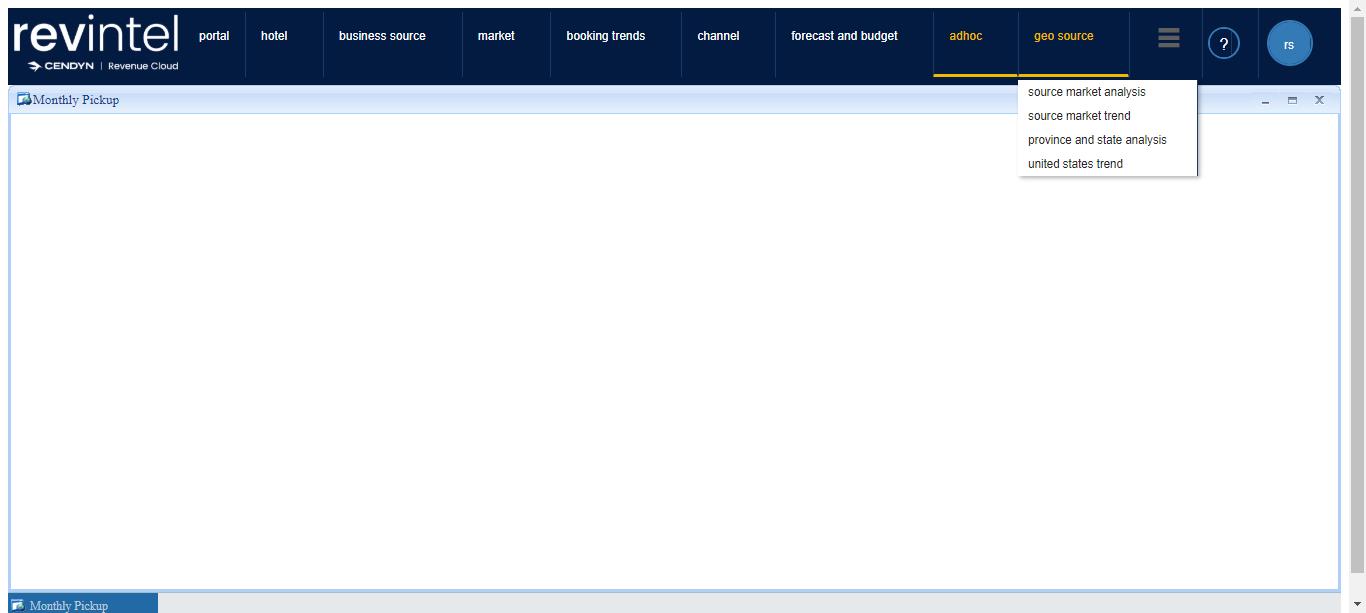 revintel
CENDYN | Revenue Cloud
portal
hotel
business source
market
booking trends
channel
forecast and budget
adhoc
geo source
?
rs
Monthly Pickup
source market analysis
source market trend
province and state analysis
united states trend
Monthly Pickup